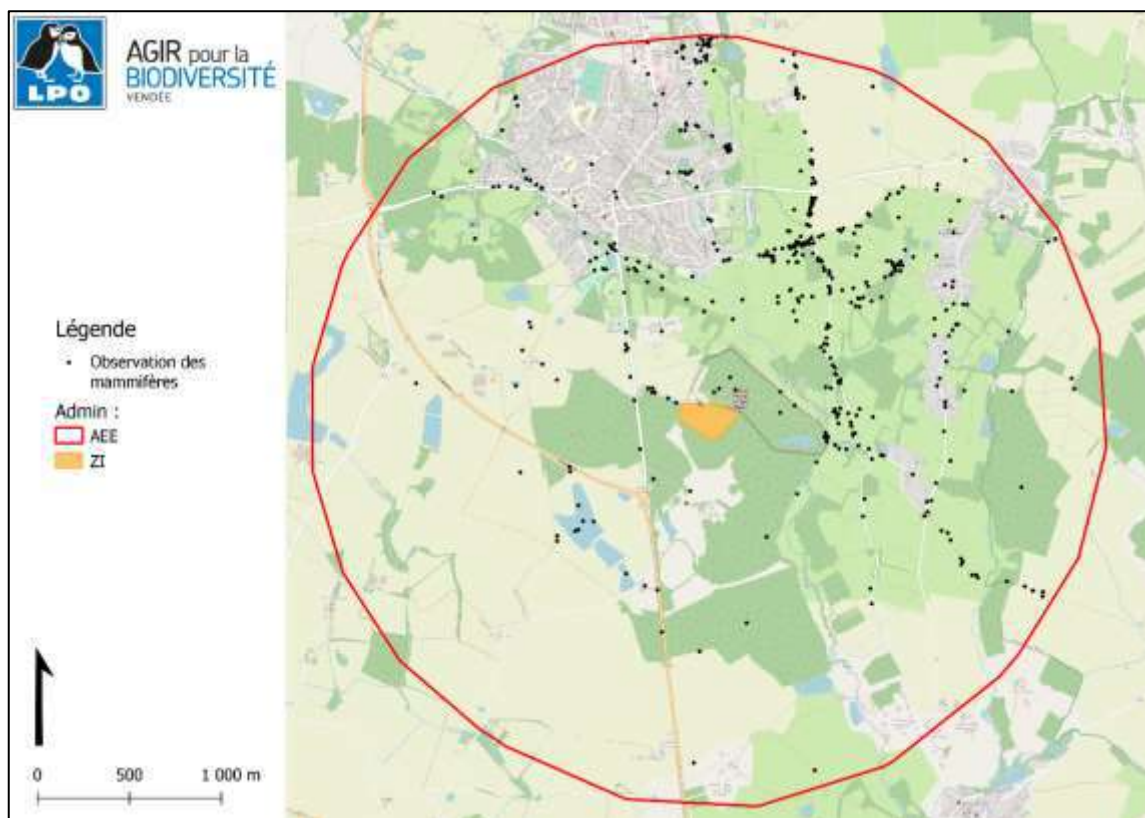 LPO
AGIR pour la
BIODIVERSITÉ
VENDÉE
Légende
Observation des
mammifères
Admin :
AEE
ZI
0 500 1 000 m